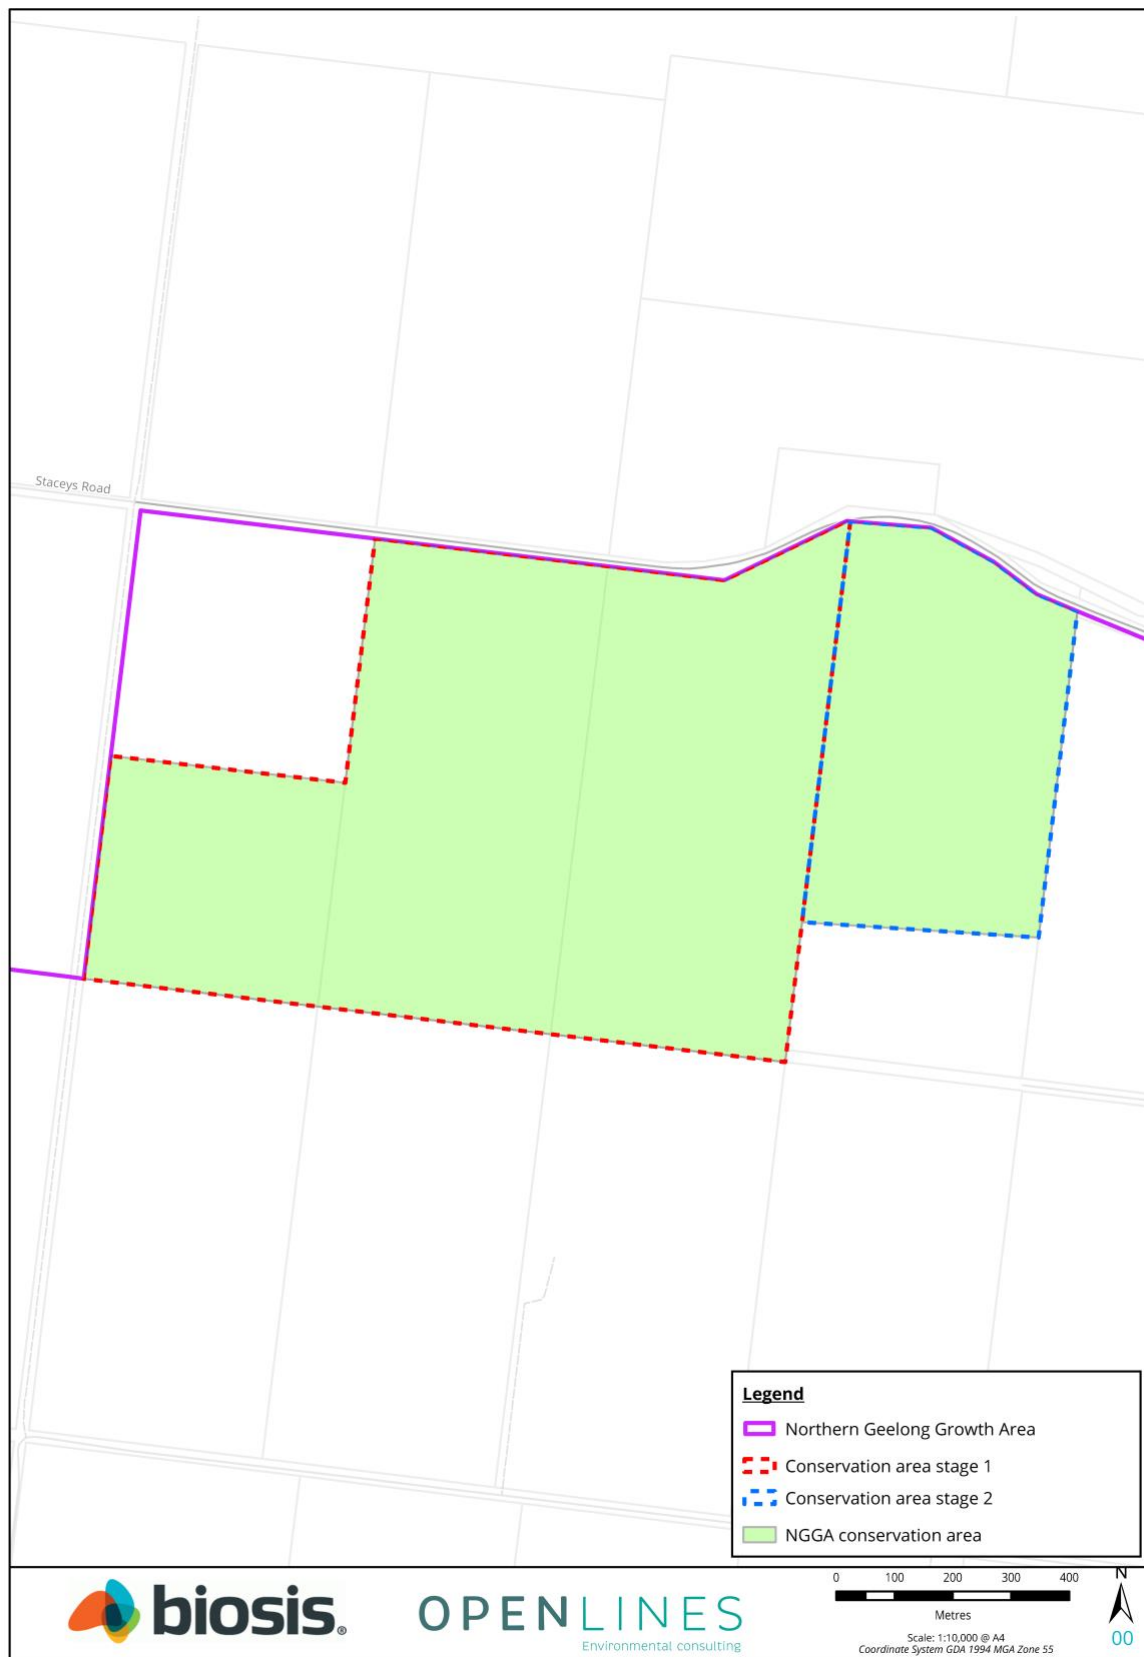 Staceys Road
Legend
Northern Geelong Growth Area
Conservation area stage 1
Conservation area stage 2
NGGA conservation area
biosis®
OPENLINES
Environmental consulting
0 100 200 300 400
Metres
Scale: 1:10,000 @ A4
Coordinate System GDA 1994 MGA Zone 55
N
00